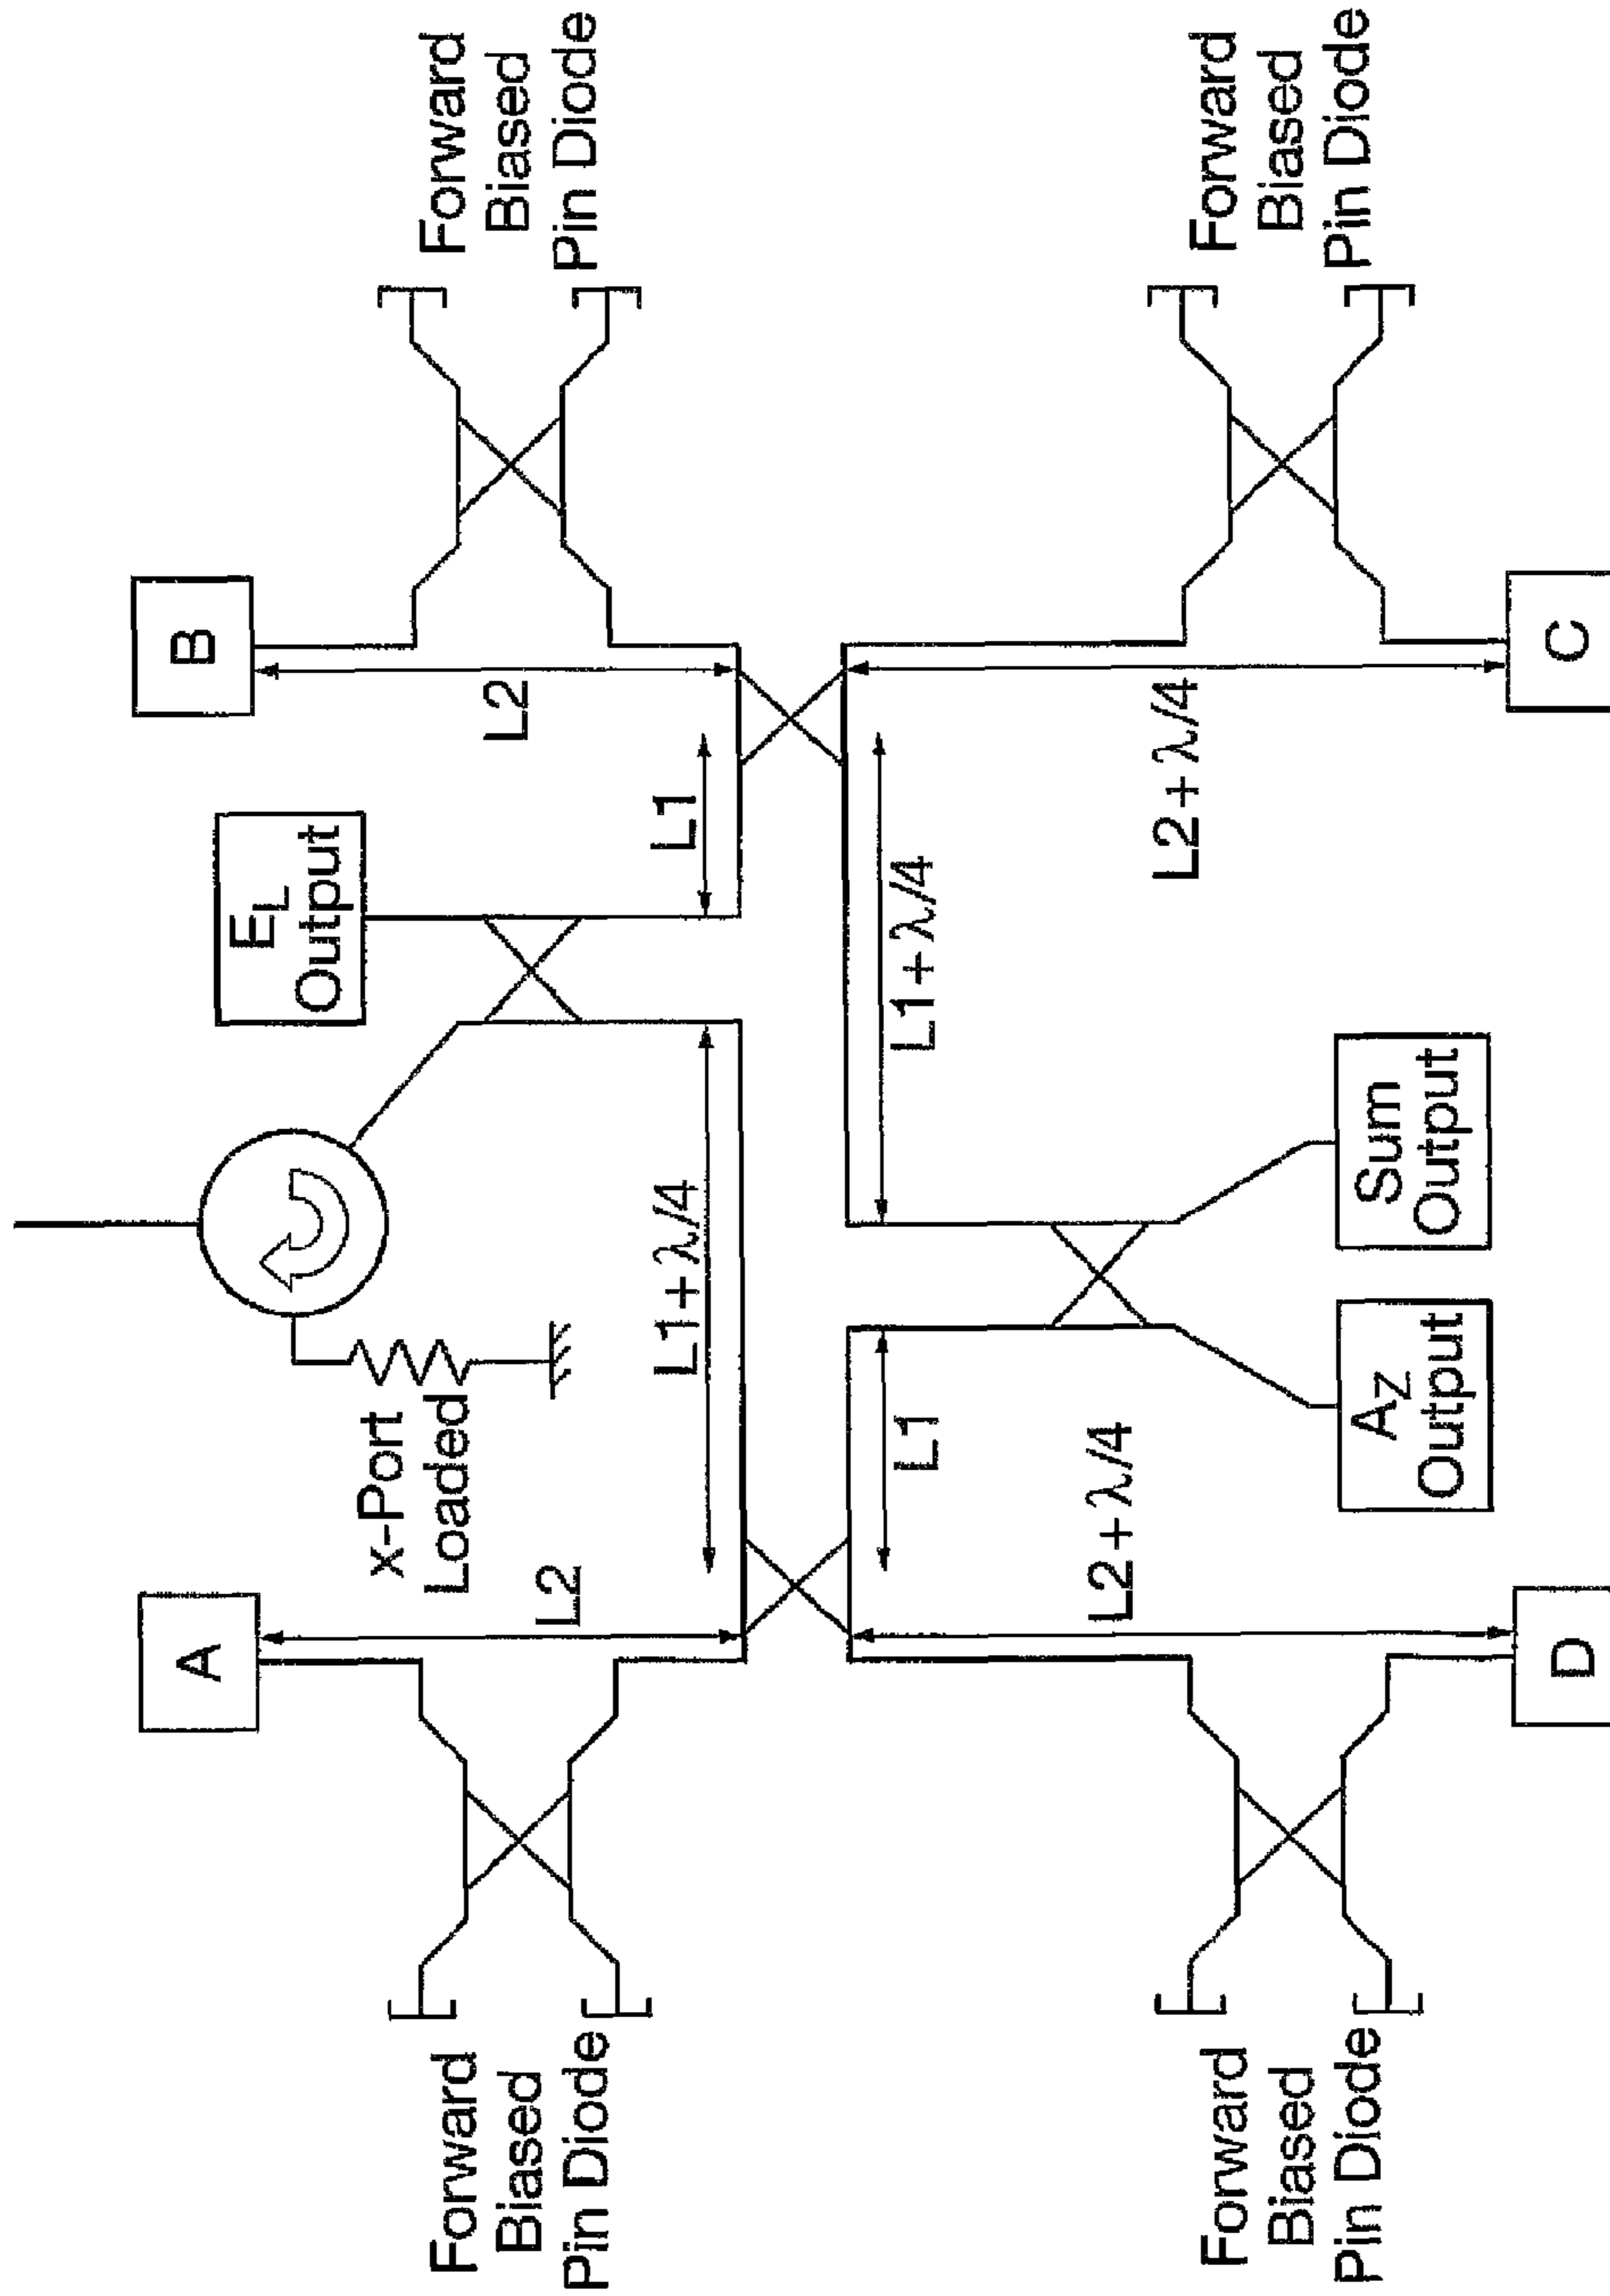 A
B
C
D
E_L
Output
x-Port
Loaded
L2
L2
L1+λ/4
L1
L1
L1+λ/4
L2+λ/4
L2+λ/4
A_Z
Output
Sum
Output
Forward
Biased
Pin Diode
Forward
Biased
Pin Diode
Forward
Biased
Pin Diode
Forward
Biased
Pin Diode